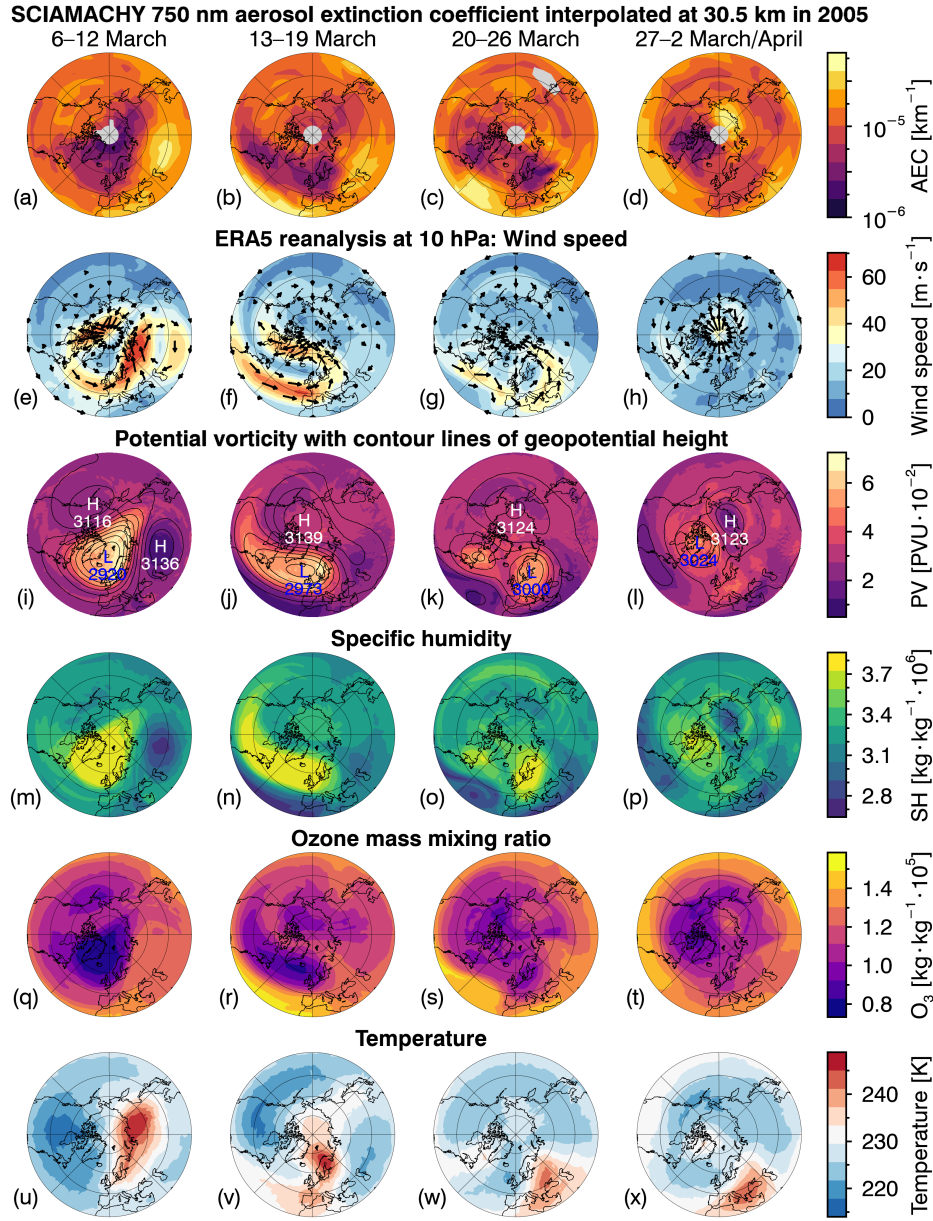 SCIAMACHY 750 nm aerosol extinction coefficient interpolated at 30.5 km in 2005
6–12 March 13–19 March 20–26 March 27–2 March/April
(a) (b) (c) (d)
10⁻⁵
10⁻⁶
AEC [km⁻¹]
ERA5 reanalysis at 10 hPa: Wind speed
(e) (f) (g) (h)
60
40
20
0
Wind speed [m·s⁻¹]
Potential vorticity with contour lines of geopotential height
H
3116
H
3136
L
2920
H
3139
L
2973
H
3124
L
3000
H
3123
L
3024
(i) (j) (k) (l)
6
4
2
PV [PVU·10⁻²]
Specific humidity
(m) (n) (o) (p)
3.7
3.4
3.1
2.8
SH [kg·kg⁻¹·10⁶]
Ozone mass mixing ratio
(q) (r) (s) (t)
1.4
1.2
1.0
0.8
O₃ [kg·kg⁻¹·10⁵]
Temperature
(u) (v) (w) (x)
240
230
220
Temperature [K]